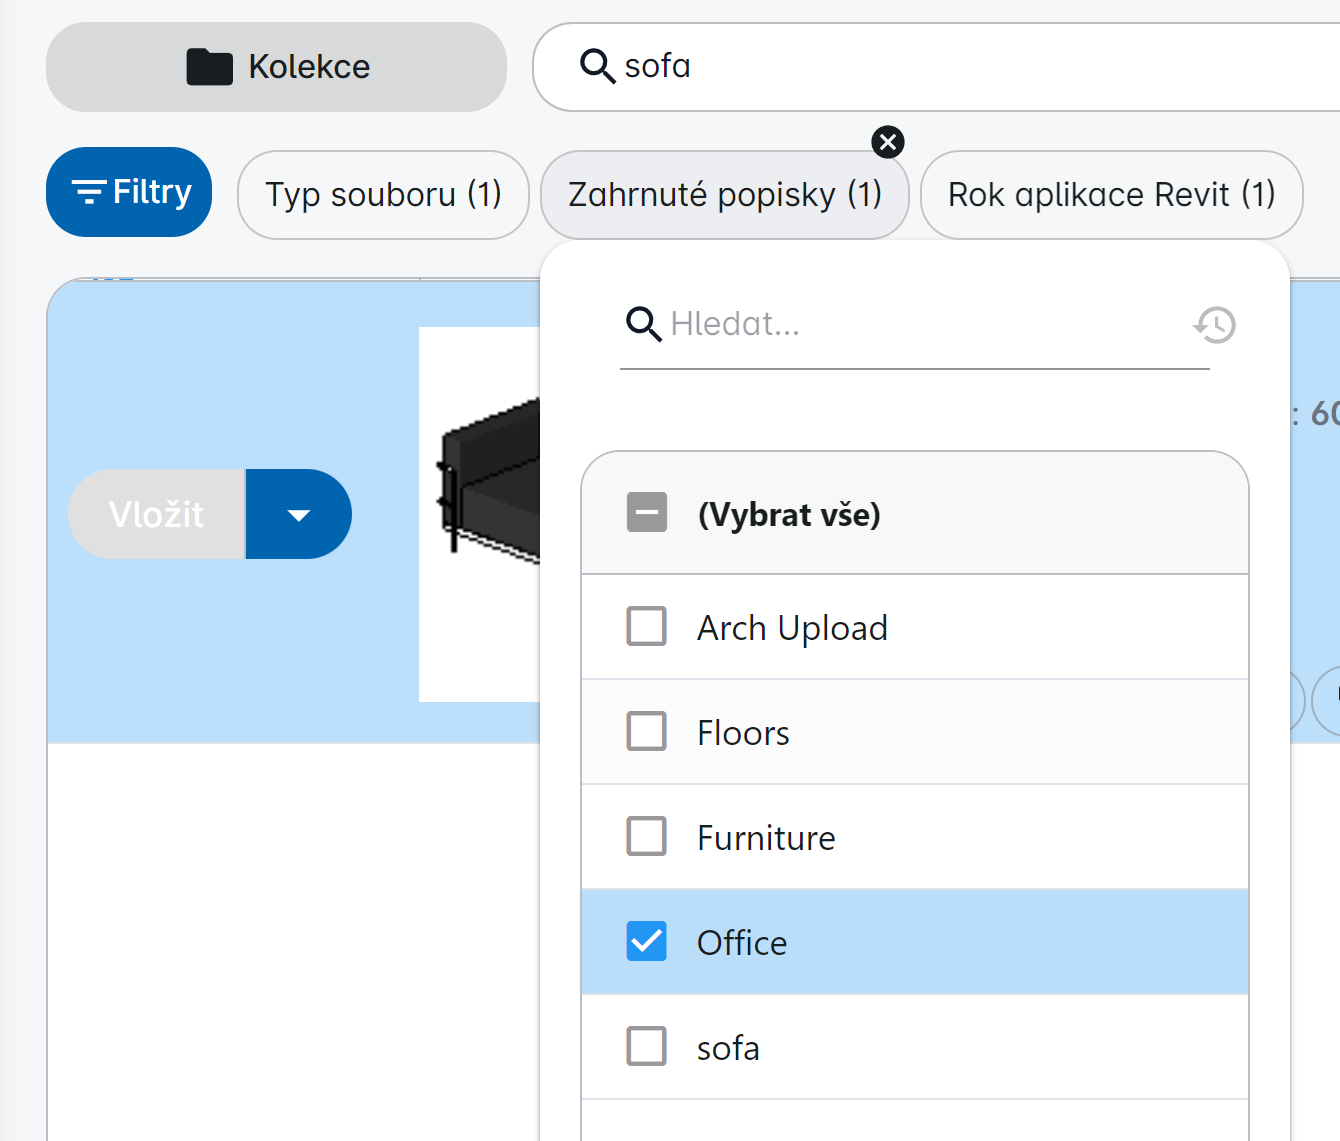 Kolekce
sofa
Filtry
Typ souboru (1)
Zahrnuté popisky (1)
Rok aplikace Revit (1)
Hledat...
: 60
Vložit
(Vybrat vše)
Arch Upload
Floors
Furniture
Office
sofa